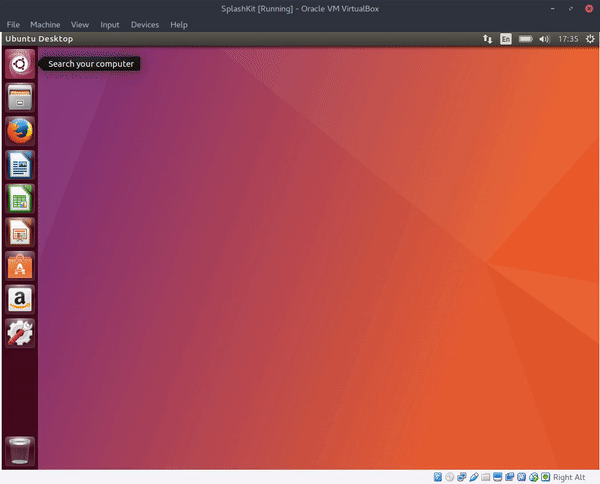 SplashKit [Running] - Oracle VM VirtualBox
File Machine View Input Devices Help
Ubuntu Desktop
En
17:35
Search your computer
a
Right Alt